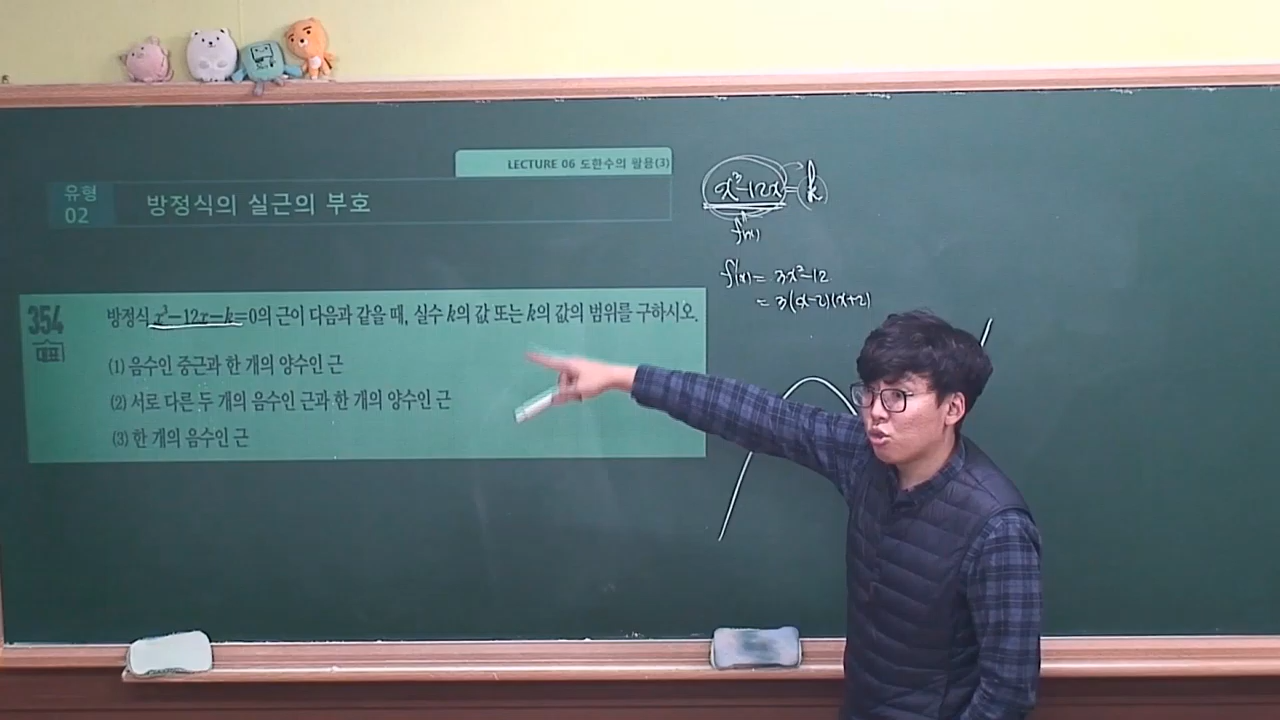 LECTURE 06 도함수의 활용(3)
유형
02
방정식의 실근의 부호
354
대표
방정식 x³-12x-k=0의 근이 다음과 같을 때, 실수 k의 값 또는 k의 값의 범위를 구하시오.
(1) 음수인 중근과 한 개의 양수인 근
(2) 서로 다른 두 개의 음수인 근과 한 개의 양수인 근
(3) 한 개의 음수인 근
x³-12x=k
f(x)
f'(x)= 3x²-12
= 3(x-2)(x+2)